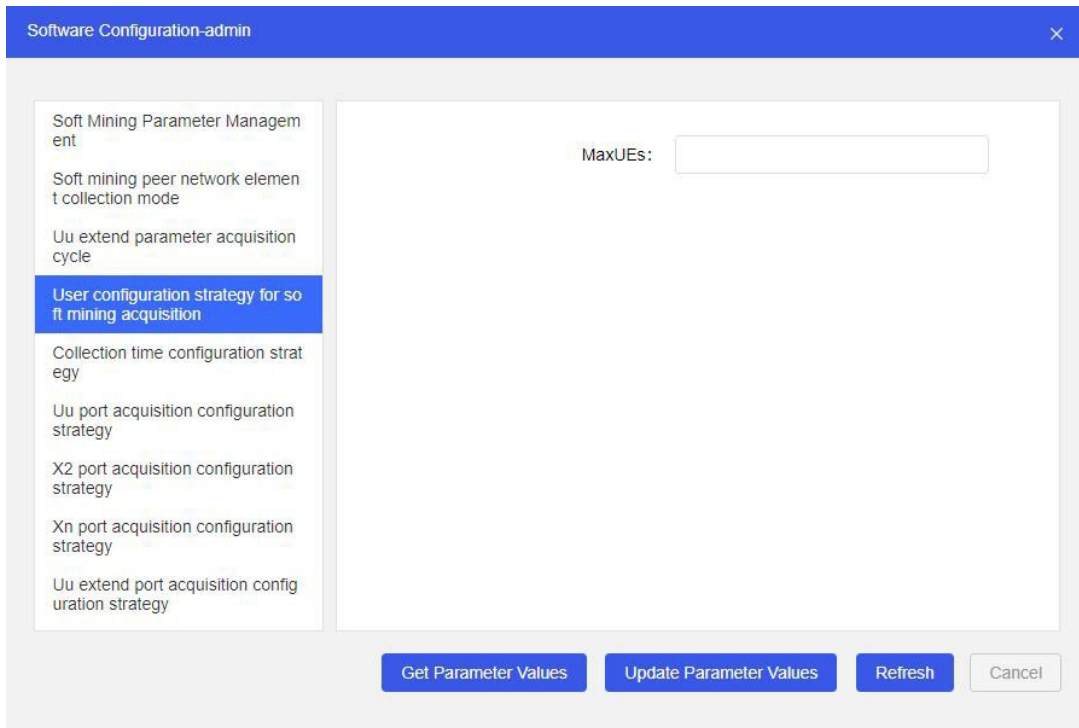 Software Configuration-admin
Soft Mining Parameter Managem
ent
Soft mining peer network elemen
t collection mode
Uu extend parameter acquisition
cycle
User configuration strategy for so
ft mining acquisition
Collection time configuration strat
egy
Uu port acquisition configuration
strategy
X2 port acquisition configuration
strategy
Xn port acquisition configuration
strategy
Uu extend port acquisition config
uration strategy
MaxUEs:
Get Parameter Values
Update Parameter Values
Refresh
Cancel